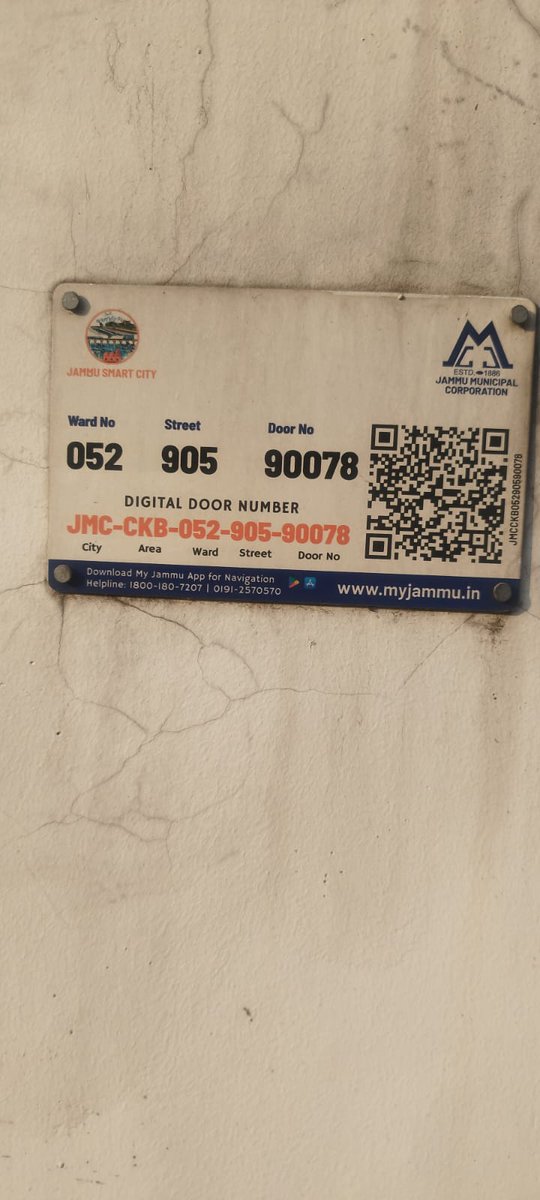 JAMMU SMART CITY
ESTD. 1886
JAMMU MUNICIPAL
CORPORATION
Ward No Street Door No
052 905 90078
DIGITAL DOOR NUMBER
JMC-CKB-052-905-90078
City Area Ward Street Door No
JMCCKB05290590078
Download My Jammu App for Navigation
Helpline: 1800-180-7207 | 0191-2570570
www.myjammu.in